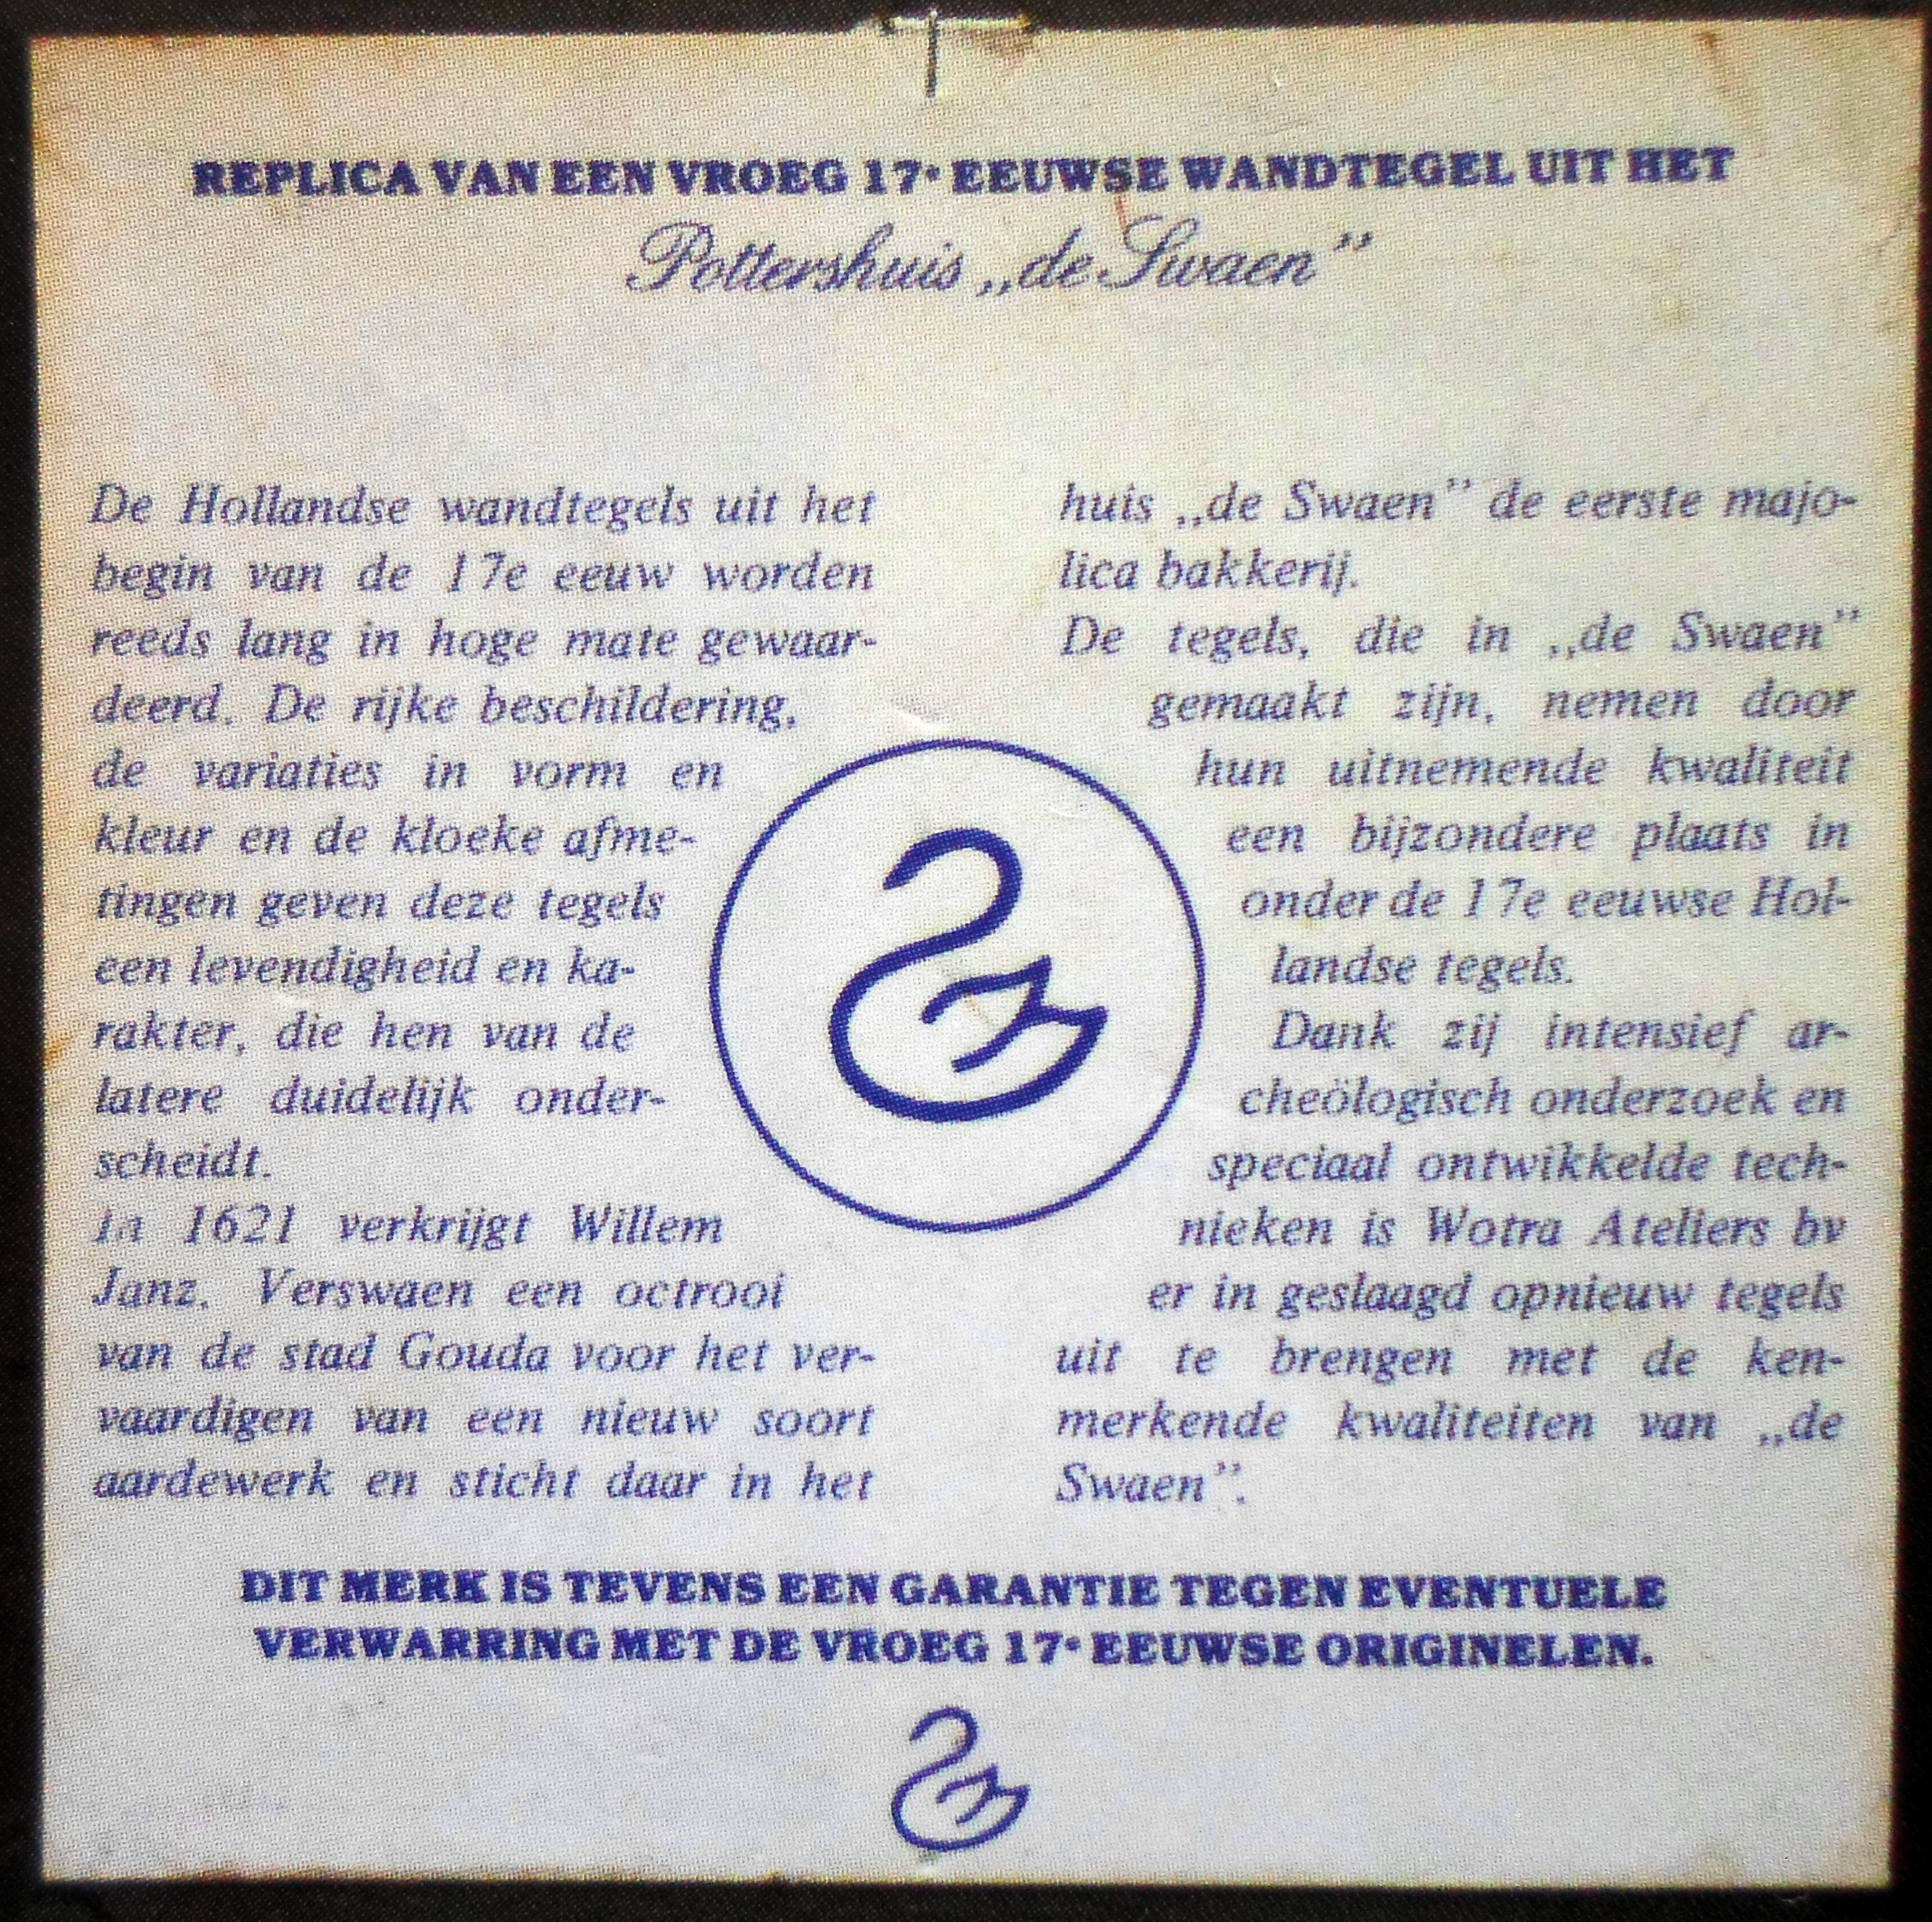 REPLICA VAN EEN VROEG 17e EEUWSE WANDTEGEL UIT HET
Pottershuis „de Swaen”
De Hollandse wandtegels uit het
begin van de 17e eeuw worden
reeds lang in hoge mate gewaar-
deerd. De rijke beschildering,
de variaties in vorm en
kleur en de kloeke afme-
tingen geven deze tegels
een levendigheid en ka-
rakter, die hen van de
latere duidelijk onder-
scheidt.
In 1621 verkrijgt Willem
Janz. Verswaen een octrooi
van de stad Gouda voor het ver-
vaardigen van een nieuw soort
aardewerk en sticht daar in het
huis „de Swaen” de eerste majo-
lica bakkerij.
De tegels, die in „de Swaen”
gemaakt zijn, nemen door
hun uitnemende kwaliteit
een bijzondere plaats in
onder de 17e eeuwse Hol-
landse tegels.
Dank zij intensief ar-
cheölogisch onderzoek en
speciaal ontwikkelde tech-
nieken is Wotra Ateliers bv
er in geslaagd opnieuw tegels
uit te brengen met de ken-
merkende kwaliteiten van „de
Swaen”.
DIT MERK IS TEVENS EEN GARANTIE TEGEN EVENTUELE
VERWARRING MET DE VROEG 17e EEUWSE ORIGINELEN.